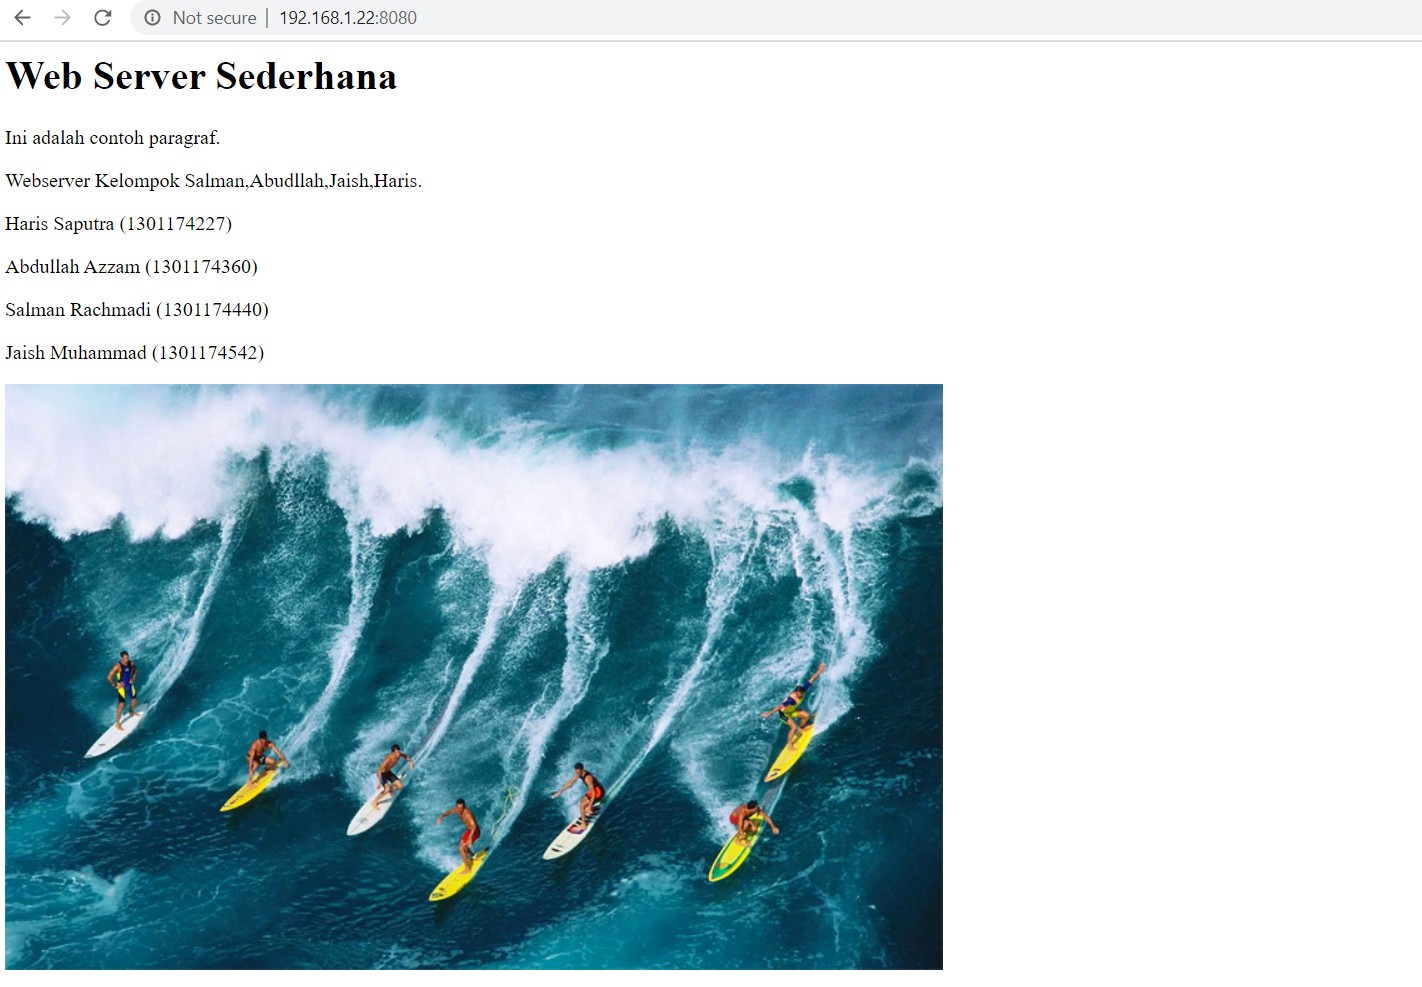 Not secure | 192.168.1.22:8080
Web Server Sederhana
Ini adalah contoh paragraf.
Webserver Kelompok Salman,Abudllah,Jaish,Haris.
Haris Saputra (1301174227)
Abdullah Azzam (1301174360)
Salman Rachmadi (1301174440)
Jaish Muhammad (1301174542)